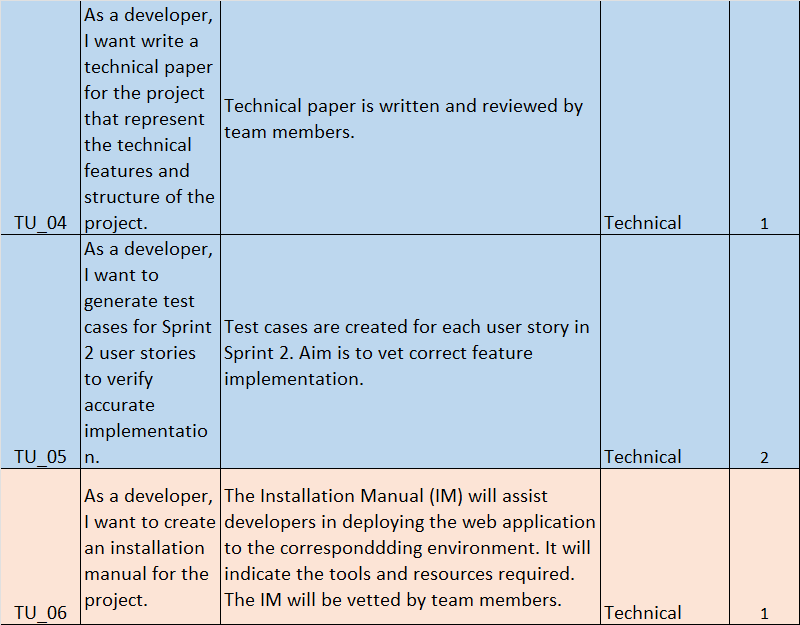 As a developer,
I want write a
technical paper
for the project
that represent
the technical
features and
structure of the
project.
Technical paper is written and reviewed by
team members.
TU_04
Technical
1
As a developer,
I want to
generate test
cases for Sprint
2 user stories
to verify
accurate
implementatio
n.
Test cases are created for each user story in
Sprint 2. Aim is to vet correct feature
implementation.
TU_05
Technical
2
As a developer,
I want to create
an installation
manual for the
project.
The Installation Manual (IM) will assist
developers in deploying the web application
to the correspondddding environment. It will
indicate the tools and resources required.
The IM will be vetted by team members.
TU_06
Technical
1